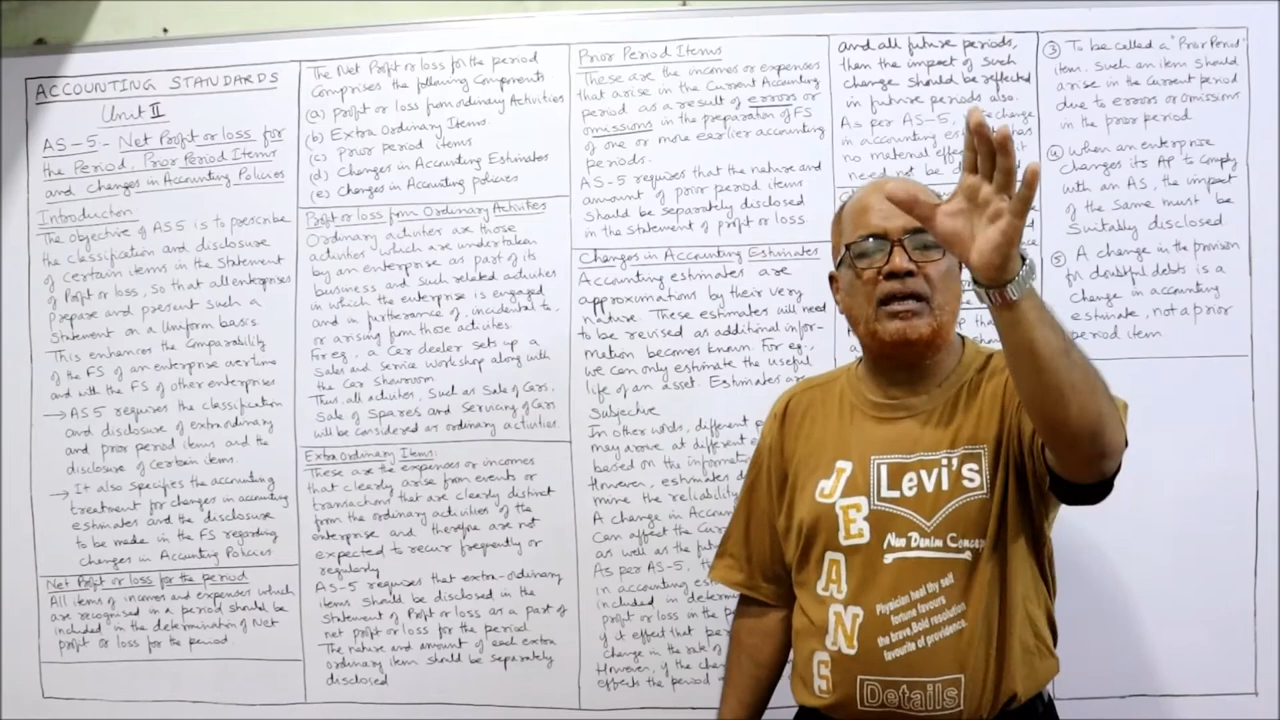 ACCOUNTING STANDARDS
Unit II
AS-5:- Net Profit or loss for
the Period, Prior Period Items
and changes in Accounting Policies
Introduction
The objective of AS5 is to prescribe
the classification and disclosure
of certain items in the Statement
of Profit or loss, So that all enterprises
prepare and present such a
Statement on a Uniform basis.
This enhances the comparability
of the FS of an enterprise overtime
and with the FS of other enterprises
→ AS 5 requires the classification
and disclosure of extraordinary
and prior period items and the
disclosure of certain items.
→ It also specifies the accounting
treatment for changes in accounting
estimates and the disclosure
to be made in the FS regarding
changes in Accounting Policies
Net Profit or loss for the period
All items of incomes and expenses which
are recognized in a period should be
included in the determination of Net
profit or loss for the period
The Net Profit or loss for the period
Comprises the following Components
(a) profit or loss from ordinary Activities
(b) Extra Ordinary Items.
(c) Prior period items
(d) Changes in Accounting Estimates
(e) Changes in Accounting policies
Profit or loss from Ordinary Activities
Ordinary activities are those
activities which are undertaken
by an enterprise as part of its
business and such related activities
in which the enterprise is engaged
and in furtherance of, incidental to,
or arising from those activites.
For eg., a Car dealer sets up a
Sales and Service workshop along with
the Car Showroom
Thus, all activites, Such as Sale of Cars,
Sale of Spares and Servicing of Cars
will be considered as ordinary activities.
Extra Ordinary Items:
These are the expenses or incomes
that clearly arise from events or
transactions that are clearly distinct
from the ordinary activities of the
enterprise and therefore are not
expected to recur frequently or
regularly
AS-5 requires that extra-ordinary
items should be disclosed in the
Statement of Profit or loss as a part of
net profit or loss for the period
The nature and amount of each extra
ordinary item should be separately
disclosed
Prior Period Items
These are the incomes or expenses
that arise in the Current Accounting
period as a result of errors or
omissions in the preparation of FS
of one or more earlier accounting
periods.
AS-5 requires that the nature and
amount of prior period items
should be separately disclosed
in the statement of profit or loss.
Changes in Accounting Estimates
Accounting estimates are
approximations by their very
nature. These estimates will need
to be revised as additional infor-
mation becomes known. For eg.,
we can only estimate the useful
life of an asset. Estimates are
Subjective
In other words, different
may arrive at different
based on the information
However, estimates
mine the reliability
A change in
Can affect the
as well as the
As per AS-5,
in accounting
included in
profit or loss in the
if it effect that
change in the rate of
However, if the
effects the period
and all future periods,
then the impact of such
change should be reflected
in future periods also.
As per AS-5, change
in accounting has
no material
need not be
③ To be called a "Prior Period"
item, Such an item should
arise in the Current period
due to errors or omissions
in the prior period
④ When an enterprise
changes its AP to comply
with an AS, the impact
of the Same must be
Suitably disclosed
⑤ A change in the provision
for doubtful debts is a
change in accounting
estimate, not a prior
period item
JEANS
Levi's
New Denim Concept
Physician heal thy self
fortune favours
the brave,Bold resolution
favourite of providence.
Details